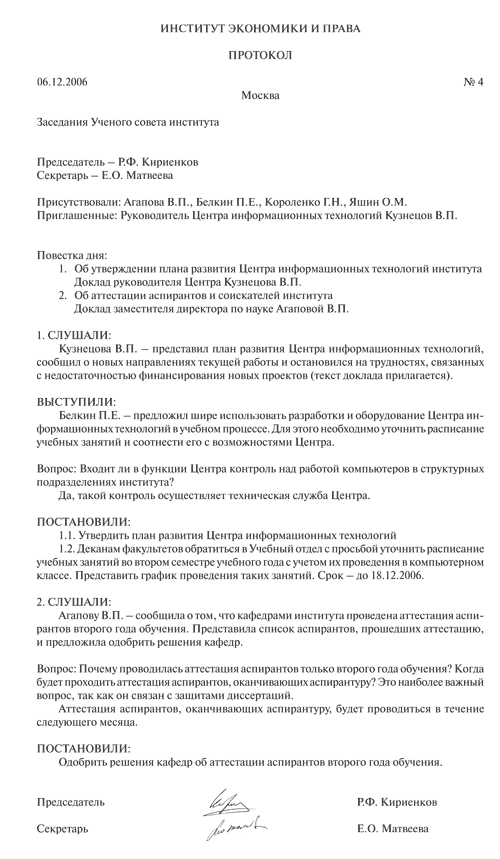 ИНСТИТУТ ЭКОНОМИКИ И ПРАВА
ПРОТОКОЛ
06.12.2006 № 4
Москва
Заседания Ученого совета института
Председатель – Р.Ф. Кириенков
Секретарь – Е.О. Матвеева
Присутствовали: Агапова В.П., Белкин П.Е., Короленко Г.Н., Яшин О.М.
Приглашенные: Руководитель Центра информационных технологий Кузнецов В.П.
Повестка дня:
1. Об утверждении плана развития Центра информационных технологий института
Доклад руководителя Центра Кузнецова В.П.
2. Об аттестации аспирантов и соискателей института
Доклад заместителя директора по науке Агаповой В.П.
1. СЛУШАЛИ:
Кузнецова В.П. – представил план развития Центра информационных технологий,
сообщил о новых направлениях текущей работы и остановился на трудностях, связанных
с недостаточностью финансирования новых проектов (текст доклада прилагается).
ВЫСТУПИЛИ:
Белкин П.Е. – предложил шире использовать разработки и оборудование Центра ин-
формационных технологий в учебном процессе. Для этого необходимо уточнить расписание
учебных занятий и соотнести его с возможностями Центра.
Вопрос: Входит ли в функции Центра контроль над работой компьютеров в структурных
подразделениях института?
Да, такой контроль осуществляет техническая служба Центра.
ПОСТАНОВИЛИ:
1.1. Утвердить план развития Центра информационных технологий
1.2. Деканам факультетов обратиться в Учебный отдел с просьбой уточнить расписание
учебных занятий во втором семестре учебного года с учетом их проведения в компьютерном
классе. Представить график проведения таких занятий. Срок – до 18.12.2006.
2. СЛУШАЛИ:
Агапову В.П. – сообщила о том, что кафедрами института проведена аттестация аспи-
рантов второго года обучения. Представила список аспирантов, прошедших аттестацию,
и предложила одобрить решения кафедр.
Вопрос: Почему проводилась аттестация аспирантов только второго года обучения? Когда
будет проходить аттестация аспирантов, оканчивающих аспирантуру? Это наиболее важный
вопрос, так как он связан с защитами диссертаций.
Аттестация аспирантов, оканчивающих аспирантуру, будет проводиться в течение
следующего месяца.
ПОСТАНОВИЛИ:
Одобрить решения кафедр об аттестации аспирантов второго года обучения.
Председатель Р.Ф. Кириенков
Секретарь Е.О. Матвеева